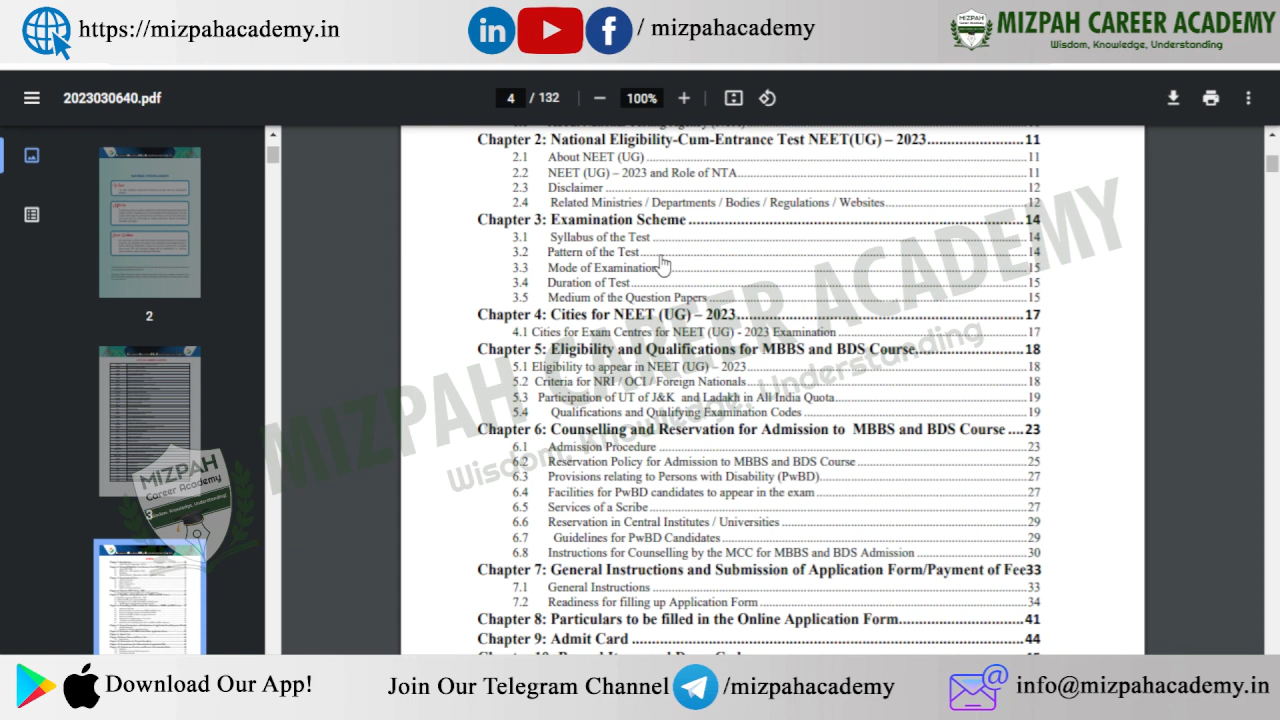 https://mizpahacademy.in
/ mizpahacademy
MIZPAH CAREER ACADEMY
Wisdom, Knowledge, Understanding
2023030640.pdf
4 / 132
100%
Chapter 2: National Eligibility-Cum-Entrance Test NEET(UG) – 2023 11
2.1 About NEET (UG) 11
2.2 NEET (UG) – 2023 and Role of NTA 11
2.3 Disclaimer 12
2.4 Related Ministries / Departments / Bodies / Regulations / Websites 12
Chapter 3: Examination Scheme 14
3.1 Syllabus of the Test 14
3.2 Pattern of the Test 14
3.3 Mode of Examination 15
3.4 Duration of Test 15
3.5 Medium of the Question Papers 15
Chapter 4: Cities for NEET (UG) – 2023 17
4.1 Cities for Exam Centres for NEET (UG) - 2023 Examination 17
Chapter 5: Eligibility and Qualifications for MBBS and BDS Course 18
5.1 Eligibility to appear in NEET (UG) – 2023 18
5.2 Criteria for NRI / OCI / Foreign Nationals 18
5.3 Participation of UT of J&K and Ladakh in All India Quota 19
5.4 Qualifications and Qualifying Examination Codes 19
Chapter 6: Counselling and Reservation for Admission to MBBS and BDS Course 23
6.1 Admission Procedure 23
6.2 Reservation Policy for Admission to MBBS and BDS Course 25
6.3 Provisions relating to Persons with Disability (PwBD) 27
6.4 Facilities for PwBD candidates to appear in the exam 27
6.5 Services of a Scribe 27
6.6 Reservation in Central Institutes / Universities 29
6.7 Guidelines for PwBD Candidates 29
6.8 Instructions for Counselling by the MCC for MBBS and BDS Admission 30
Chapter 7: General Instructions and Submission of Application Form/Payment of Fee33
7.1 General Instructions 33
7.2 Readiness for filling up Application Form 34
Chapter 8: Particulars to be filled in the Online Application Form 41
Chapter 9: Admit Card 44
2
3
MIZPAH
Career Academy
Wisdom, Knowledge, Understanding
MIZPAH CAREER ACADEMY
Wisdom, Knowledge, Understanding
Download Our App!
Join Our Telegram Channel
/mizpahacademy
info@mizpahacademy.in